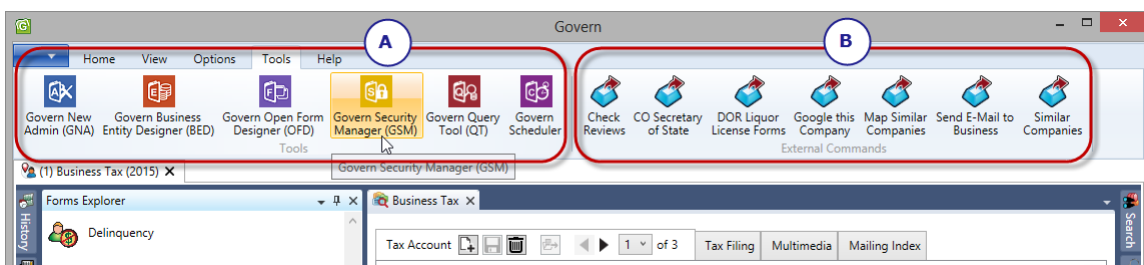 G
Govern
A
B
Home View Options Tools Help
Govern New Admin (GNA)
Govern Business Entity Designer (BED)
Govern Open Form Designer (OFD)
Govern Security Manager (GSM)
Govern Query Tool (QT)
Govern Scheduler
Tools
Check Reviews
CO Secretary of State
DOR Liquor License Forms
Google this Company
Map Similar Companies
Send E-Mail to Business
Similar Companies
External Commands
Govern Security Manager (GSM)
(1) Business Tax (2015)
History
Forms Explorer
Delinquency
Business Tax
Tax Account 1 of 3 Tax Filing Multimedia Mailing Index
Search